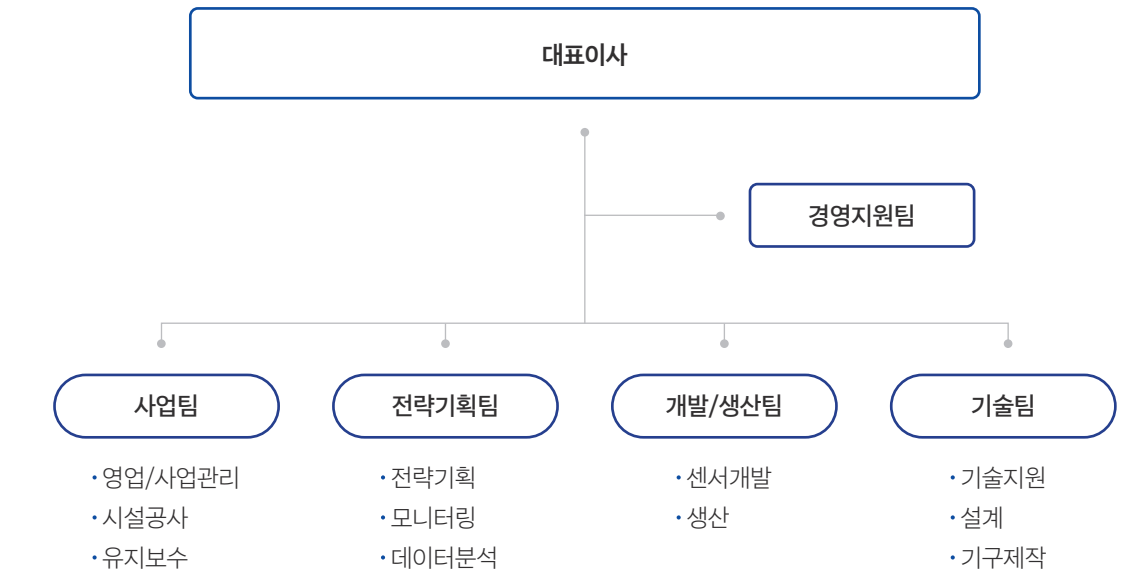 대표이사
경영지원팀
사업팀
· 영업/사업관리
· 시설공사
· 유지보수
전략기획팀
· 전략기획
· 모니터링
· 데이터분석
개발/생산팀
· 센서개발
· 생산
기술팀
· 기술지원
· 설계
· 기구제작